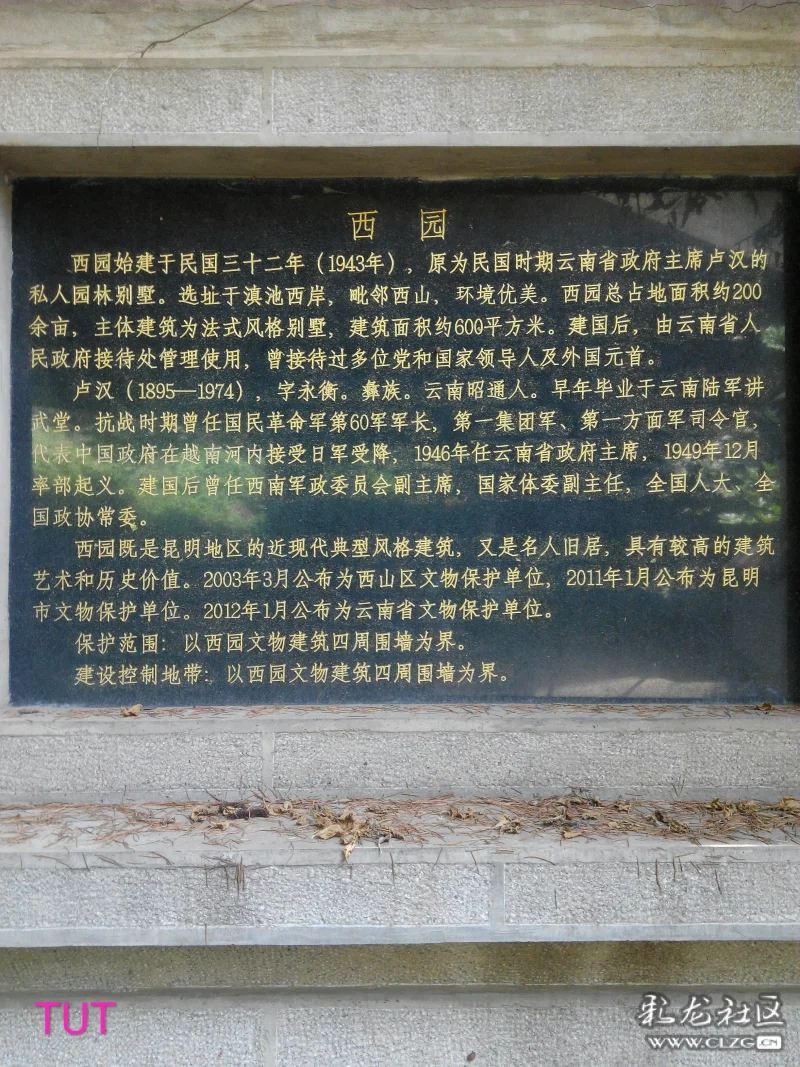 西园
西园始建于民国三十二年（1943年），原为民国时期云南省政府主席卢汉的
私人园林别墅。选址于滇池西岸，毗邻西山，环境优美。西园总占地面积约200
余亩，主体建筑为法式风格别墅，建筑面积约600平方米。建国后，由云南省人
民政府接待处管理使用，曾接待过多位党和国家领导人及外国元首。
卢汉（1895—1974），字永衡。彝族。云南昭通人。早年毕业于云南陆军讲
武堂。抗战时期曾任国民革命军第60军军长，第一集团军、第一方面军司令官，
代表中国政府在越南河内接受日军受降，1946年任云南省政府主席，1949年12月
率部起义。建国后曾任西南军政委员会副主席，国家体委副主任，全国人大、全
国政协常委。
西园既是昆明地区的近现代典型风格建筑，又是名人旧居，具有较高的建筑
艺术和历史价值。2003年3月公布为西山区文物保护单位，2011年1月公布为昆明
市文物保护单位。2012年1月公布为云南省文物保护单位。
保护范围：以西园文物建筑四周围墙为界。
建设控制地带：以西园文物建筑四周围墙为界。
TUT
彩龙社区
WWW.CLZG.CN